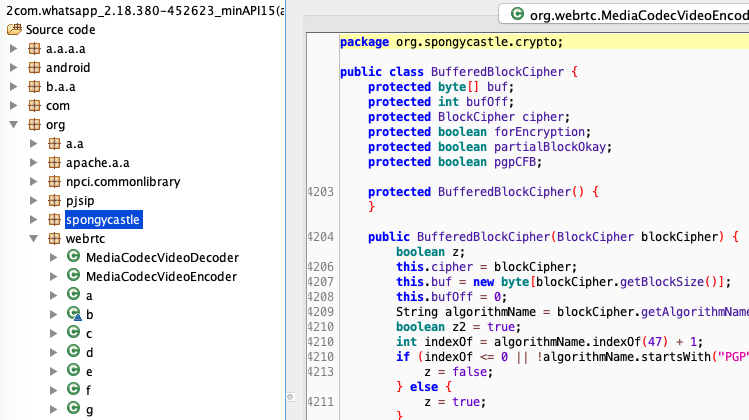 2com.whatsapp_2.18.380-452623_minAPI15(a
Source code
a.a.a.a
android
b.a.a
com
org
a.a
apache.a.a
npci.commonlibrary
pjsip
spongycastle
webrtc
MediaCodecVideoDecoder
MediaCodecVideoEncoder
a
b
c
d
e
f
g
org.webrtc.MediaCodecVideoEncod
package org.spongycastle.crypto;
public class BufferedBlockCipher {
protected byte[] buf;
protected int bufOff;
protected BlockCipher cipher;
protected boolean forEncryption;
protected boolean partialBlockOkay;
protected boolean pgpCFB;
4203 protected BufferedBlockCipher() {
}
4204 public BufferedBlockCipher(BlockCipher blockCipher) {
boolean z;
4206 this.cipher = blockCipher;
4207 this.buf = new byte[blockCipher.getBlockSize()];
4208 this.bufOff = 0;
4209 String algorithmName = blockCipher.getAlgorithmName
4210 boolean z2 = true;
4210 int indexOf = algorithmName.indexOf(47) + 1;
4210 if (indexOf <= 0 || !algorithmName.startsWith("PGP"
4213 z = false;
} else {
4211 z = true;
}